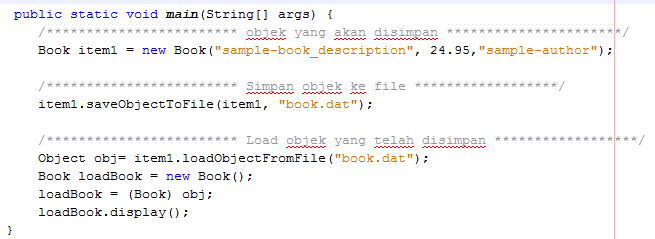 public static void main(String[] args) {
/************************ objek yang akan disimpan **********************/
Book item1 = new Book("sample-book_description", 24.95,"sample-author");
/************************ Simpan objek ke file ******************/
item1.saveObjectToFile(item1, "book.dat");
/************************ Load objek yang telah disimpan ******************/
Object obj= item1.loadObjectFromFile("book.dat");
Book loadBook = new Book();
loadBook = (Book) obj;
loadBook.display();
}